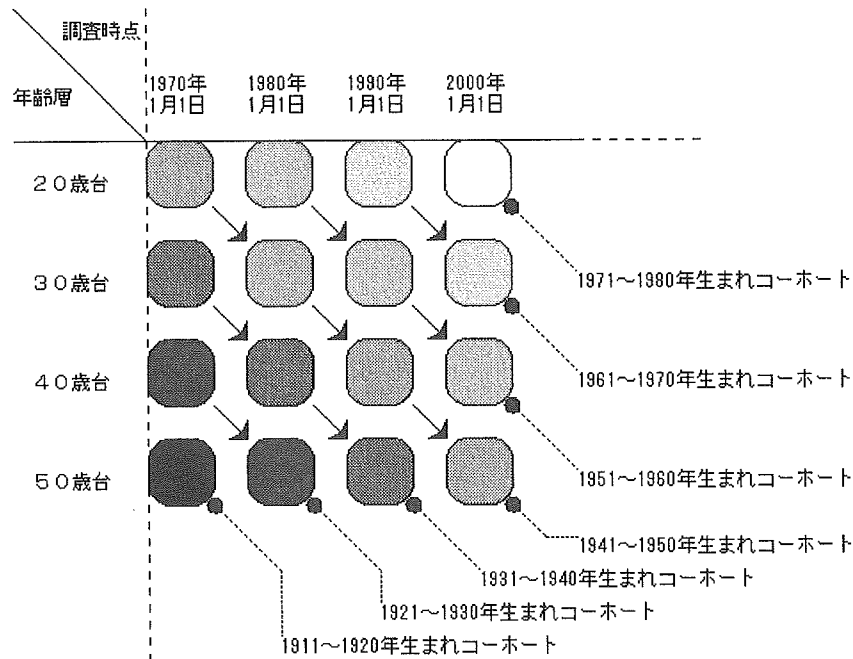 調査時点
年齢層
1970年
1月1日
1980年
1月1日
1990年
1月1日
2000年
1月1日
20歳台
30歳台
40歳台
50歳台
1971～1980年生まれコーホート
1961～1970年生まれコーホート
1951～1960年生まれコーホート
1941～1950年生まれコーホート
1931～1940年生まれコーホート
1921～1930年生まれコーホート
1911～1920年生まれコーホート